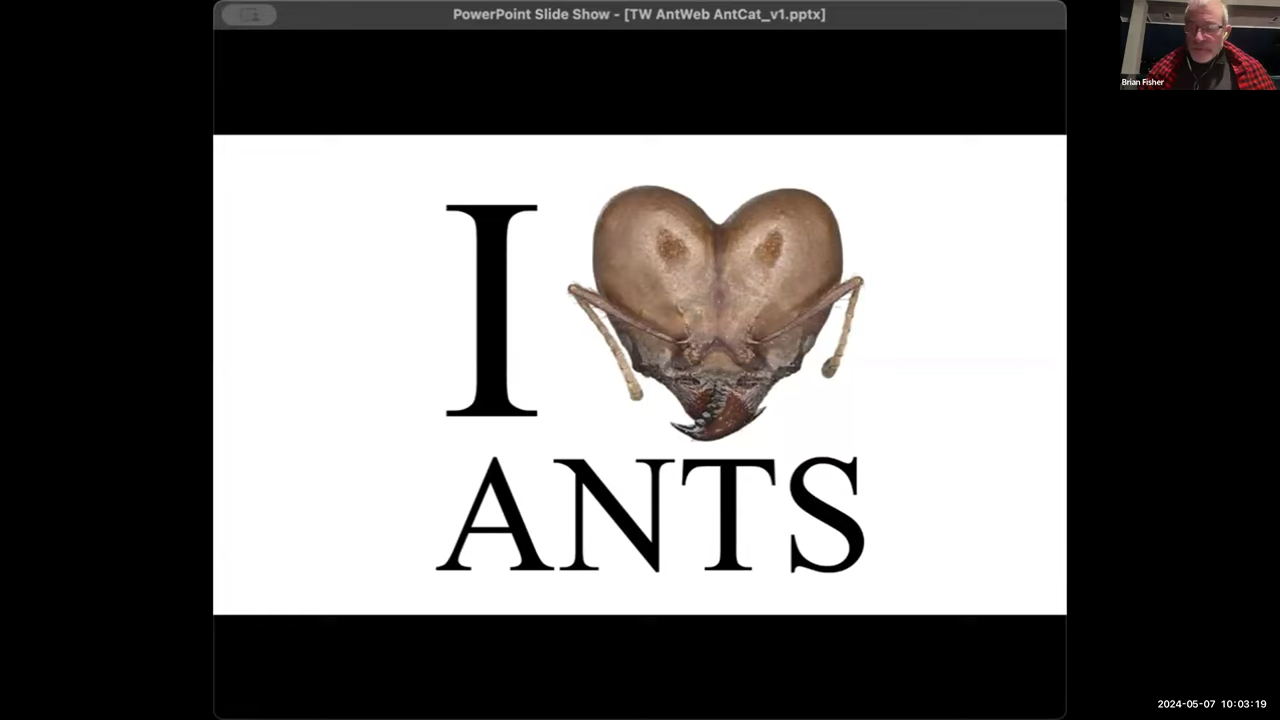 PowerPoint Slide Show - [TW AntWeb AntCat_v1.pptx]
Brian Fisher
I
ANTS
2024-05-07 10:03:19